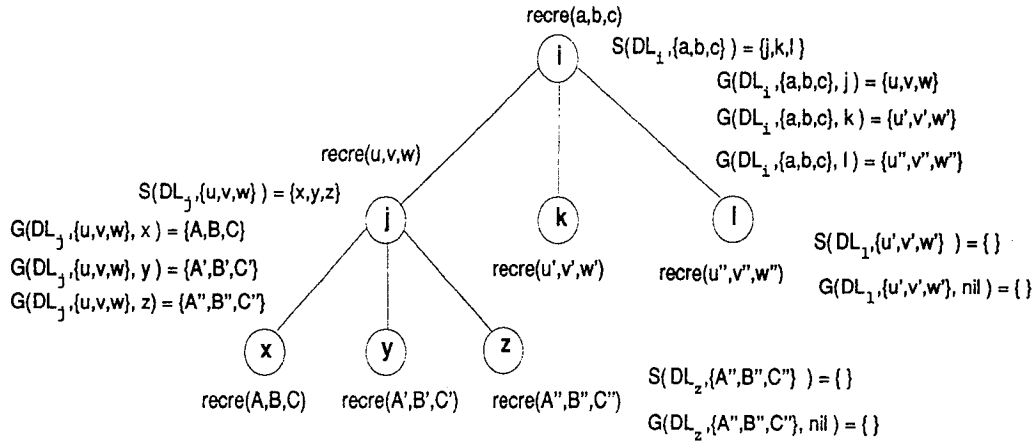 recre(a,b,c)
i
S(DL_i,{a,b,c} ) = {j,k,l }
G(DL_i,{a,b,c}, j ) = {u,v,w}
G(DL_i,{a,b,c}, k ) = {u',v',w'}
G(DL_i,{a,b,c}, l ) = {u",v",w"}
recre(u,v,w)
S(DL_j,{u,v,w} ) = {x,y,z}
G(DL_j,{u,v,w}, x ) = {A,B,C}
G(DL_j,{u,v,w}, y ) = {A',B',C'}
G(DL_j,{u,v,w}, z) = {A",B",C"}
j
k
l
recre(u',v',w')
recre(u",v",w")
S(DL_l,{u',v',w'} ) = { }
G(DL_l,{u',v',w'}, nil ) = { }
x
y
z
recre(A,B,C)
recre(A',B',C')
recre(A",B",C")
S(DL_z,{A",B",C"} ) = { }
G(DL_z,{A",B",C"}, nil ) = { }